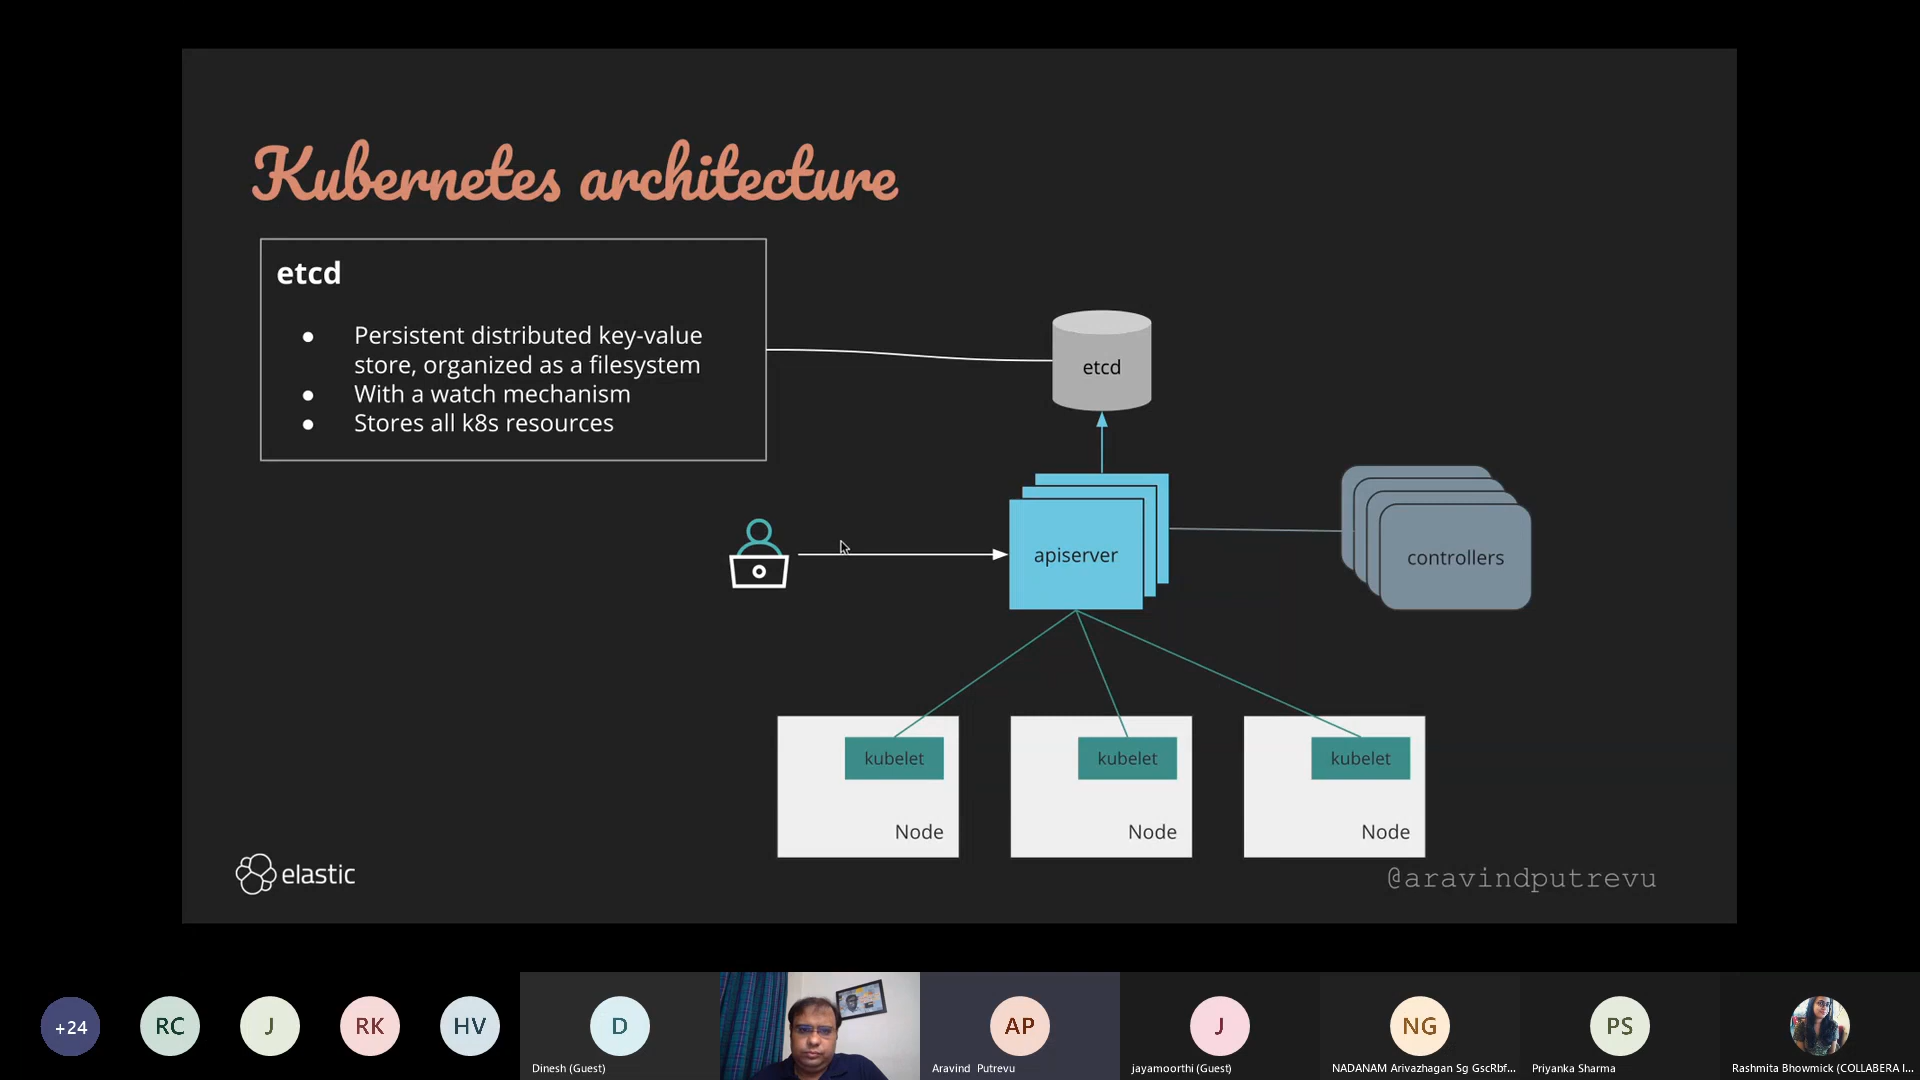 Kubernetes architecture
etcd
● Persistent distributed key-value
store, organized as a filesystem
● With a watch mechanism
● Stores all k8s resources
etcd
apiserver
controllers
kubelet
Node
kubelet
Node
kubelet
Node
elastic
@aravindputrevu
+24
RC
J
RK
HV
D
Dinesh (Guest)
AP
Aravind Putrevu
J
jayamoorthi (Guest)
NG
NADANAM Arivazhagan Sg GscRbf...
PS
Priyanka Sharma
Rashmita Bhowmick (COLLABERA I...